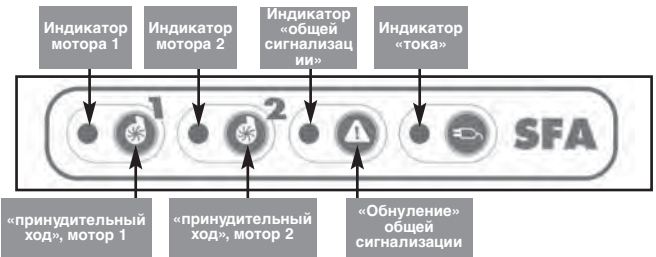 Индикатор
мотора 1
Индикатор
мотора 2
Индикатор
«общей
сигнализац
ии»
Индикатор
«тока»
1
2
SFA
«принудительный
ход», мотор 1
«принудительный
ход», мотор 2
«Обнуление»
общей
сигнализации